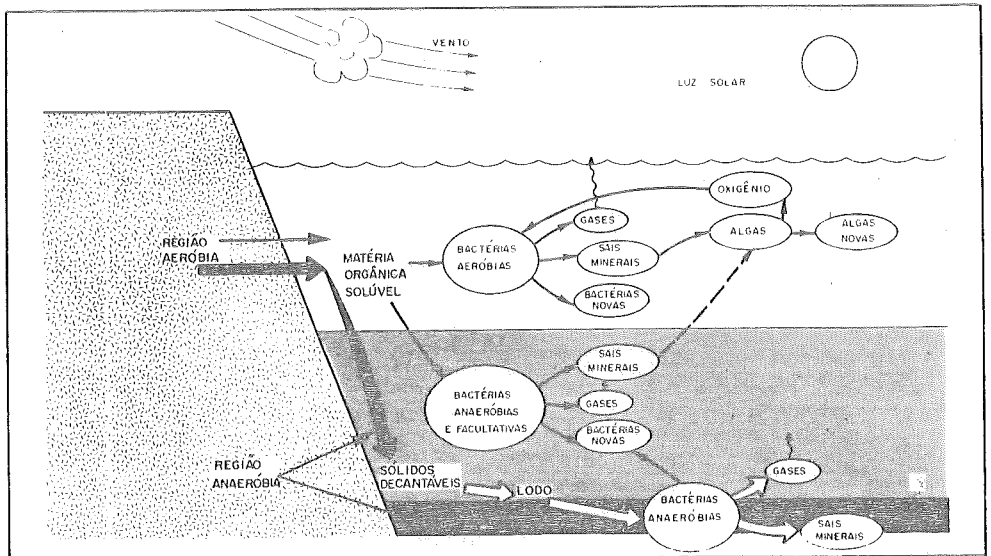 VENTO
LUZ SOLAR
OXIGÊNIO
GASES
ALGAS
ALGAS
NOVAS
REGIÃO
AERÓBIA
MATÉRIA
ORGÂNICA
SOLÚVEL
BACTÉRIAS
AERÓBIAS
SAIS
MINERAIS
BACTÉRIAS
NOVAS
SAIS
MINERAIS
BACTÉRIAS
ANAERÓBIAS
E FACULTATIVAS
GASES
BACTÉRIAS
NOVAS
REGIÃO
ANAERÓBIA
SÓLIDOS
DECANTÁVEIS
LODO
GASES
BACTÉRIAS
ANAERÓBIAS
SAIS
MINERAIS